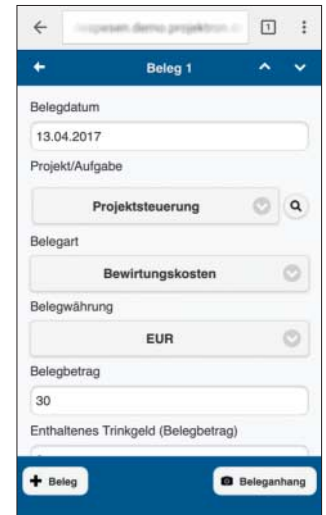 1
Beleg 1
Belegdatum
13.04.2017
Projekt/Aufgabe
Projektsteuerung
Belegart
Bewirtungskosten
Belegwährung
EUR
Belegbetrag
30
Enthaltenes Trinkgeld (Belegbetrag)
Beleg
Beleganhang